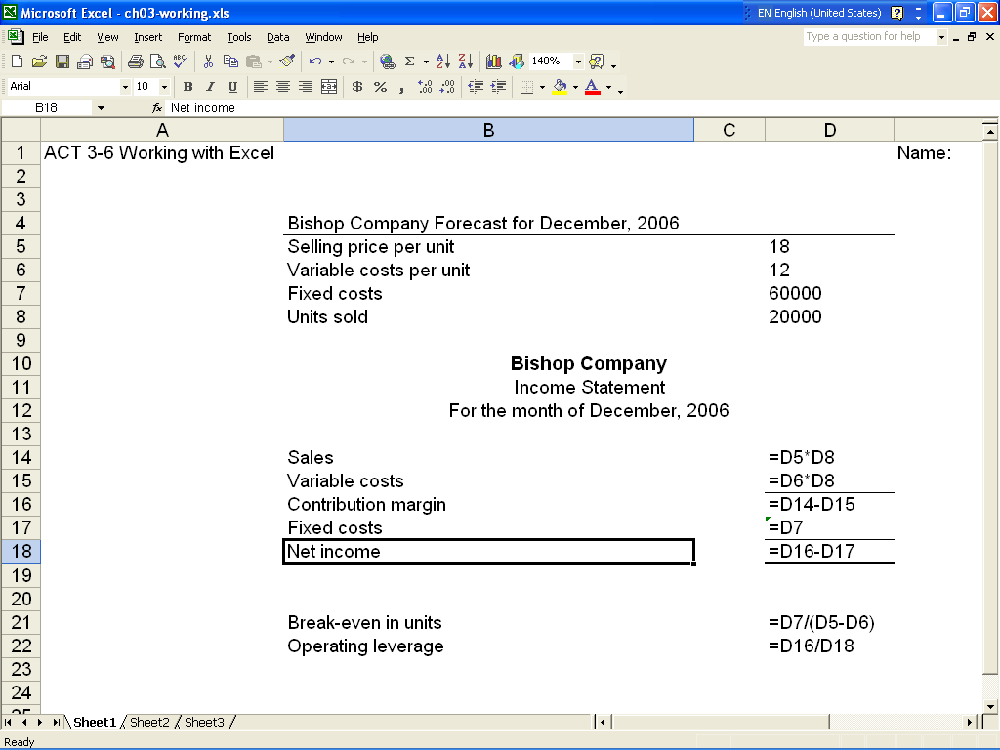 Microsoft Excel - ch03-working.xls EN English (United States) ?
File Edit View Insert Format Tools Data Window Help Type a question for help
Σ 140% ?
Arial 10 B I U $ % ,
B18 fx Net income
A B C D
1 ACT 3-6 Working with Excel Name:
2
3
4 Bishop Company Forecast for December, 2006
5 Selling price per unit 18
6 Variable costs per unit 12
7 Fixed costs 60000
8 Units sold 20000
9
10 Bishop Company
11 Income Statement
12 For the month of December, 2006
13
14 Sales =D5*D8
15 Variable costs =D6*D8
16 Contribution margin =D14-D15
17 Fixed costs =D7
18 Net income =D16-D17
19
20
21 Break-even in units =D7/(D5-D6)
22 Operating leverage =D16/D18
23
24
25
Sheet1 Sheet2 Sheet3
Ready